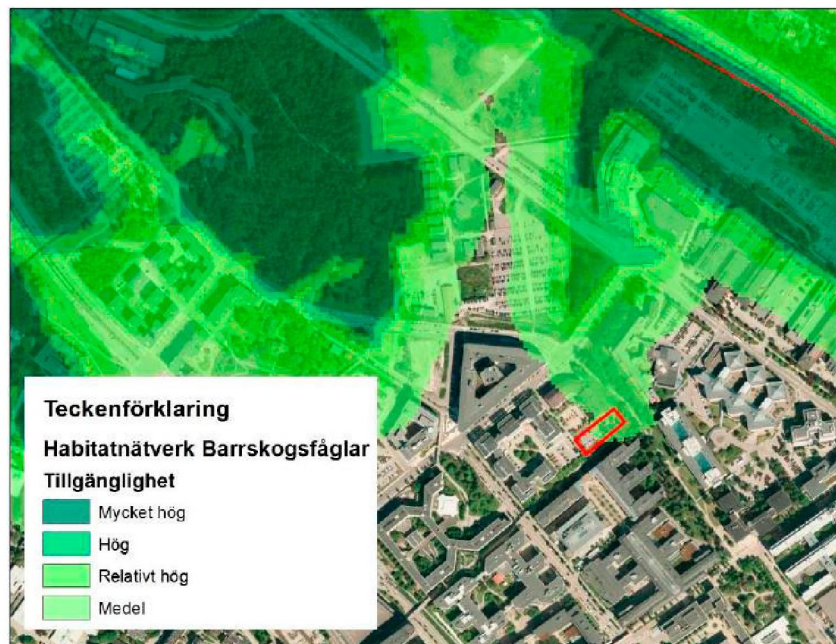 Teckenförklaring
Habitatnätverk Barrskogsfåglar
Tillgänglighet
Mycket hög
Hög
Relativt hög
Medel